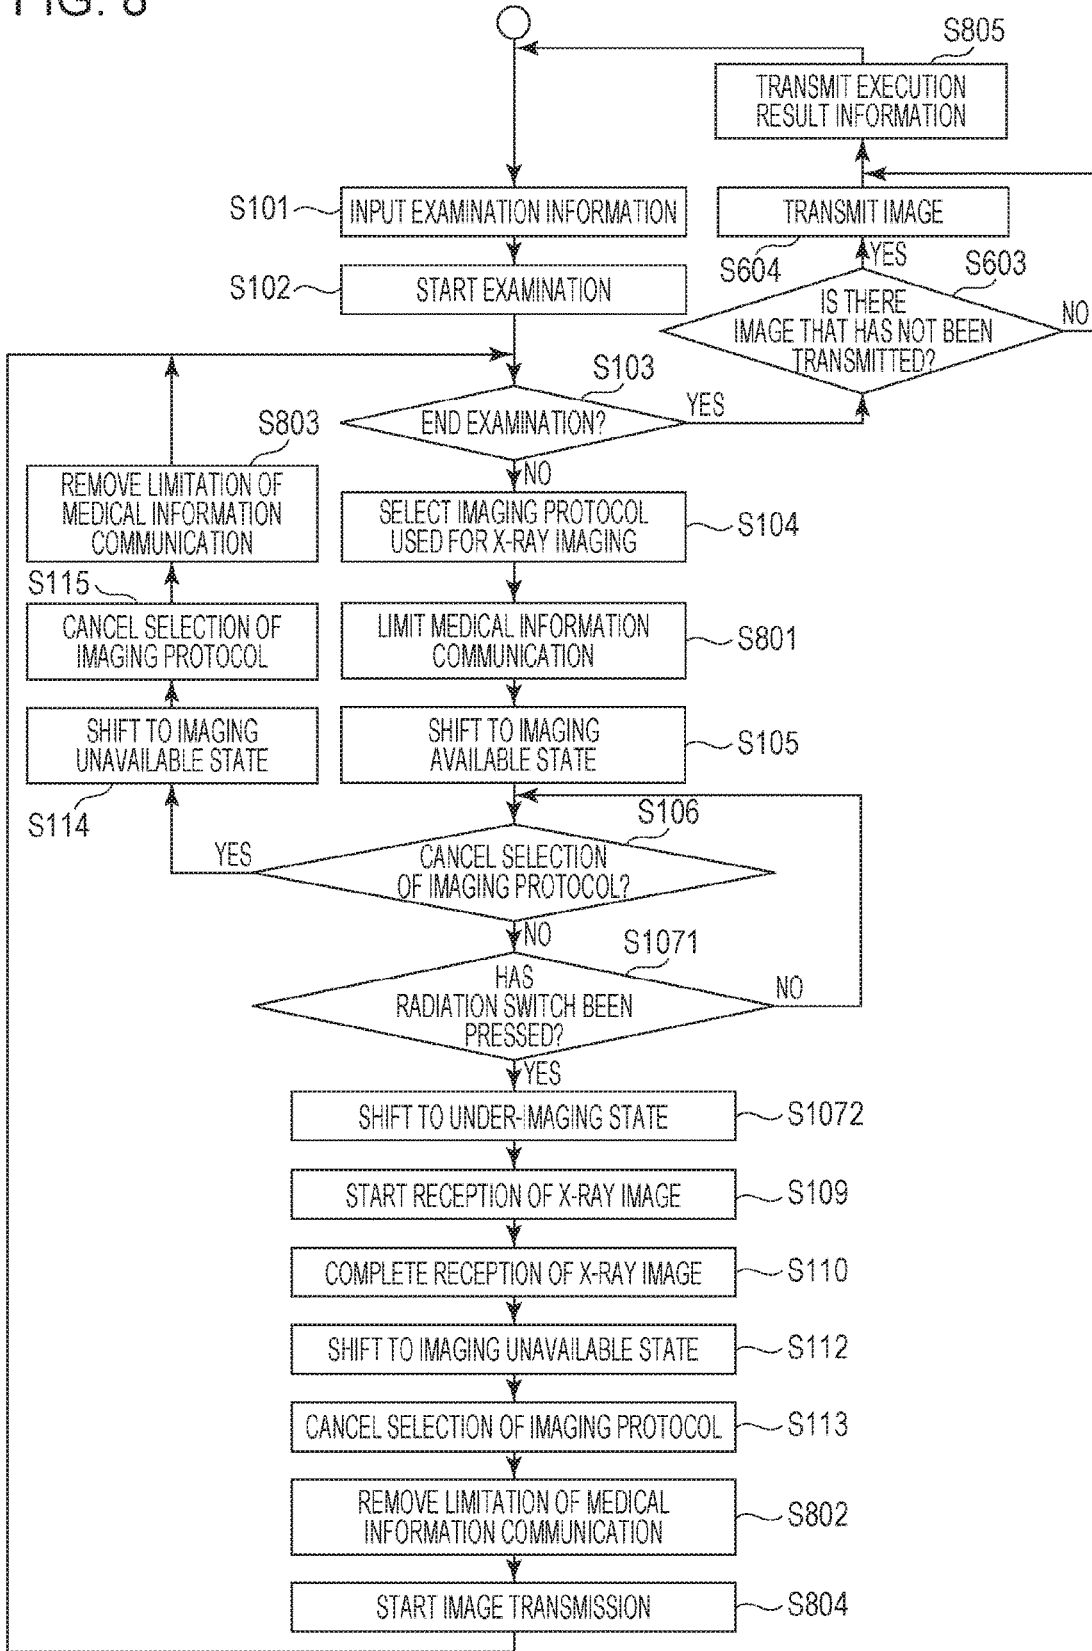 FIG. 8
S805
TRANSMIT EXECUTION
RESULT INFORMATION
S101
INPUT EXAMINATION INFORMATION
TRANSMIT IMAGE
S604
YES
S603
S102
START EXAMINATION
IS THERE
IMAGE THAT HAS NOT BEEN
TRANSMITTED?
NO
S103
END EXAMINATION?
YES
NO
S803
REMOVE LIMITATION OF
MEDICAL INFORMATION
COMMUNICATION
SELECT IMAGING PROTOCOL
USED FOR X-RAY IMAGING
S104
S115
CANCEL SELECTION OF
IMAGING PROTOCOL
LIMIT MEDICAL INFORMATION
COMMUNICATION
S801
SHIFT TO IMAGING
UNAVAILABLE STATE
S114
SHIFT TO IMAGING
AVAILABLE STATE
S105
S106
YES
CANCEL SELECTION
OF IMAGING PROTOCOL?
NO
S1071
HAS
RADIATION SWITCH BEEN
PRESSED?
NO
YES
SHIFT TO UNDER-IMAGING STATE
S1072
START RECEPTION OF X-RAY IMAGE
S109
COMPLETE RECEPTION OF X-RAY IMAGE
S110
SHIFT TO IMAGING UNAVAILABLE STATE
S112
CANCEL SELECTION OF IMAGING PROTOCOL
S113
REMOVE LIMITATION OF MEDICAL
INFORMATION COMMUNICATION
S802
START IMAGE TRANSMISSION
S804